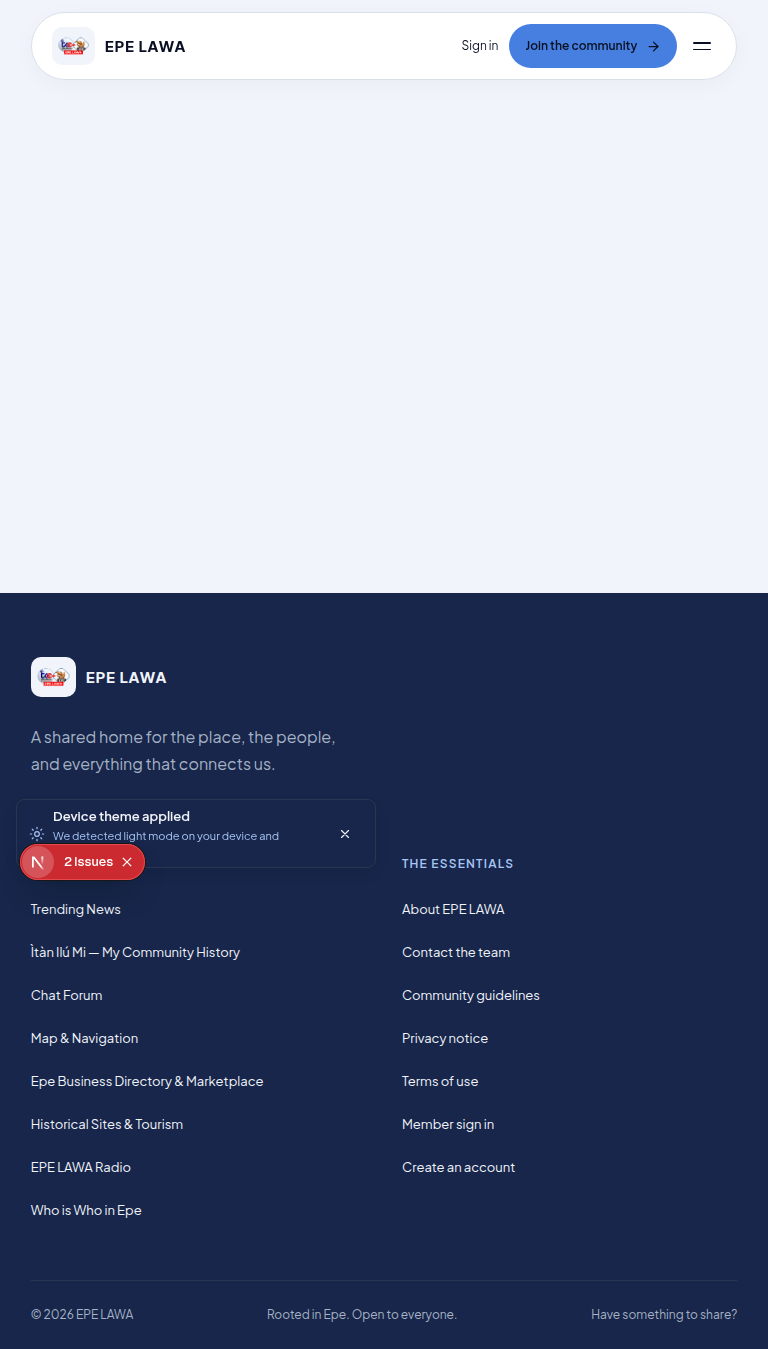 EPE LAWA
Sign in
Join the community
EPE LAWA
A shared home for the place, the people,
and everything that connects us.
Device theme applied
We detected light mode on your device and
2 Issues
THE ESSENTIALS
Trending News
About EPE LAWA
Ìtàn Ilú Mi — My Community History
Contact the team
Chat Forum
Community guidelines
Map & Navigation
Privacy notice
Epe Business Directory & Marketplace
Terms of use
Historical Sites & Tourism
Member sign in
EPE LAWA Radio
Create an account
Who is Who in Epe
© 2026 EPE LAWA
Rooted in Epe. Open to everyone.
Have something to share?